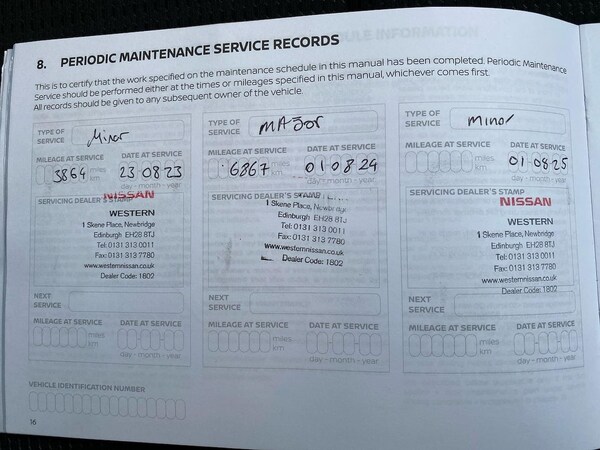 8. PERIODIC MAINTENANCE SERVICE RECORDS
This is to certify that the work specified on the maintenance schedule in this manual has been completed. Periodic Maintenance
Service should be performed either at the times or mileages specified in this manual, whichever comes first.
All records should be given to any subsequent owner of the vehicle.
TYPE OF SERVICE Minor
MILEAGE AT SERVICE DATE AT SERVICE
3864 miles km 23 08 23
day - month - year
SERVICING DEALER'S STAMP
NISSAN
WESTERN
1 Skene Place, Newbridge
Edinburgh EH28 8TJ
Tel: 0131 313 0011
Fax: 0131 313 7780
www.westernnissan.co.uk
Dealer Code: 1802
NEXT SERVICE
MILEAGE AT SERVICE DATE AT SERVICE
miles km
day - month - year
TYPE OF SERVICE MAJOR
MILEAGE AT SERVICE DATE AT SERVICE
6867 miles km 01 08 24
day - month - year
SERVICING DEALER'S STAMP
1 Skene Place, Newbridge
Edinburgh EH28 8TJ
Tel: 0131 313 0011
Fax: 0131 313 7780
www.westernnissan.co.uk
Dealer Code: 1802
NEXT SERVICE
MILEAGE AT SERVICE DATE AT SERVICE
miles km
day - month - year
TYPE OF SERVICE minor
MILEAGE AT SERVICE DATE AT SERVICE
miles km 01 08 25
day - month - year
SERVICING DEALER'S STAMP
NISSAN
WESTERN
1 Skene Place, Newbridge
Edinburgh EH28 8TJ
Tel: 0131 313 0011
Fax: 0131 313 7780
www.westernnissan.co.uk
Dealer Code: 1802
NEXT SERVICE
MILEAGE AT SERVICE DATE AT SERVICE
miles km
day - month - year
VEHICLE IDENTIFICATION NUMBER
16